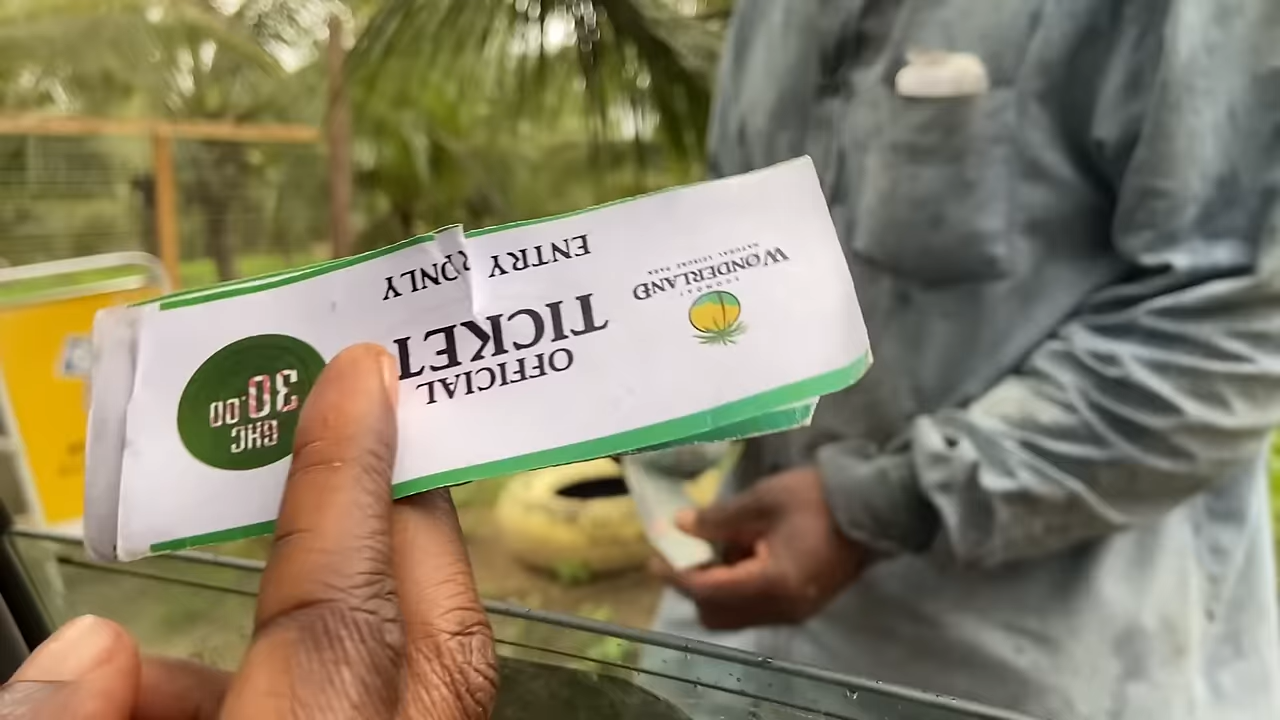 WONDERLAND
NATURAL LEISURE PARK
OFFICIAL
TICKET
ENTRY ONLY
GHC
30.00